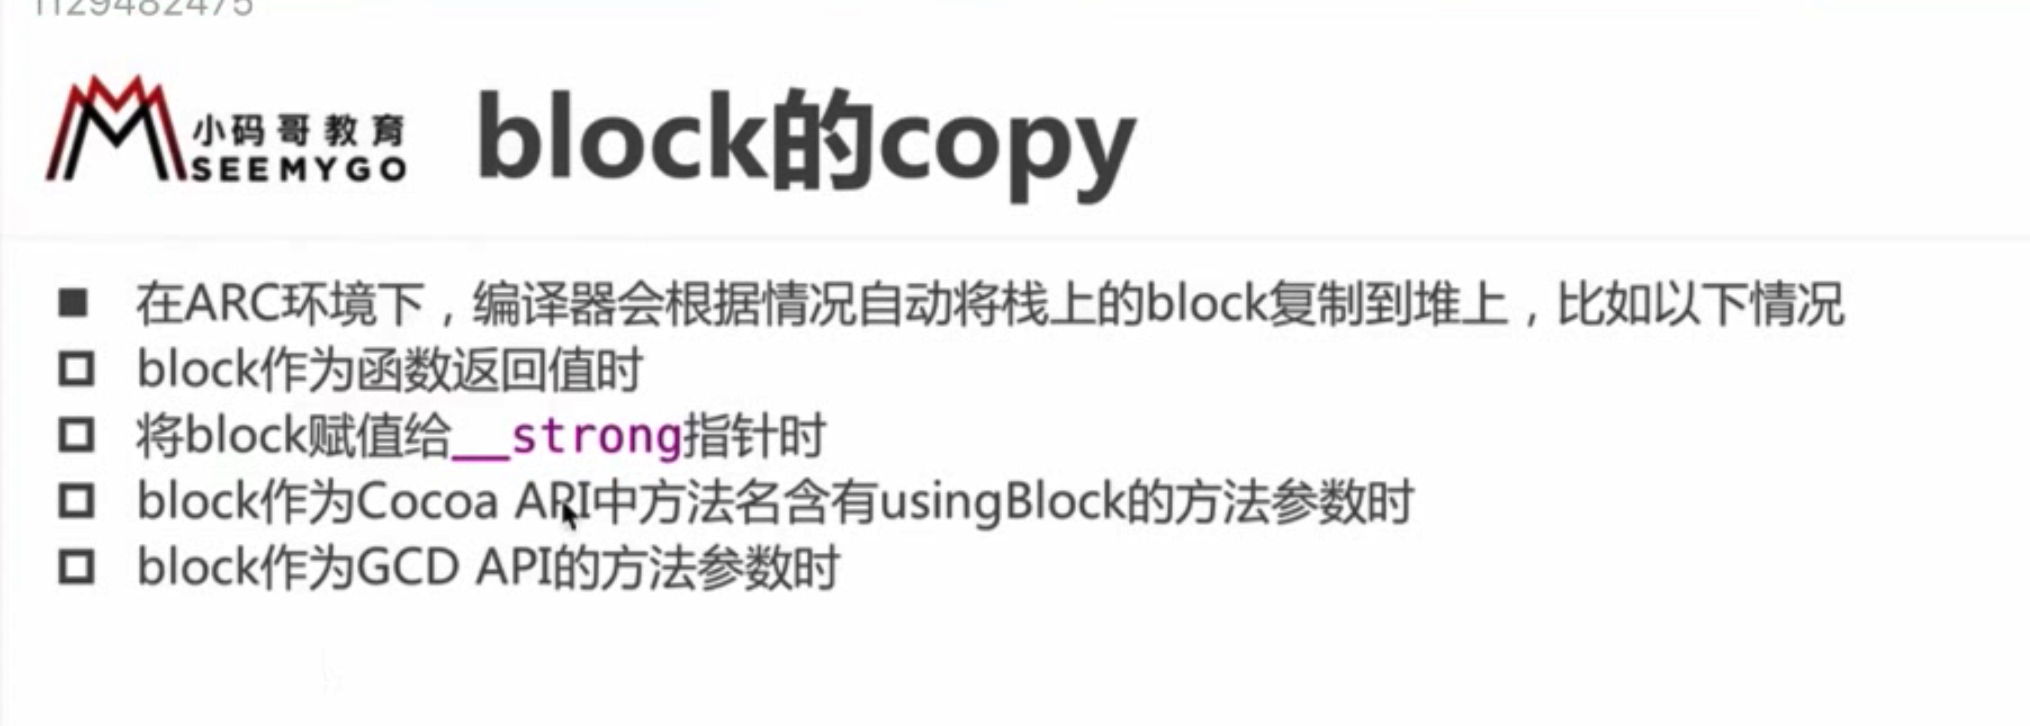 1129482475
小码哥教育
SEEMYGO
block的copy
在ARC环境下，编译器会根据情况自动将栈上的block复制到堆上，比如以下情况
block作为函数返回值时
将block赋值给__strong指针时
block作为Cocoa API中方法名含有usingBlock的方法参数时
block作为GCD API的方法参数时